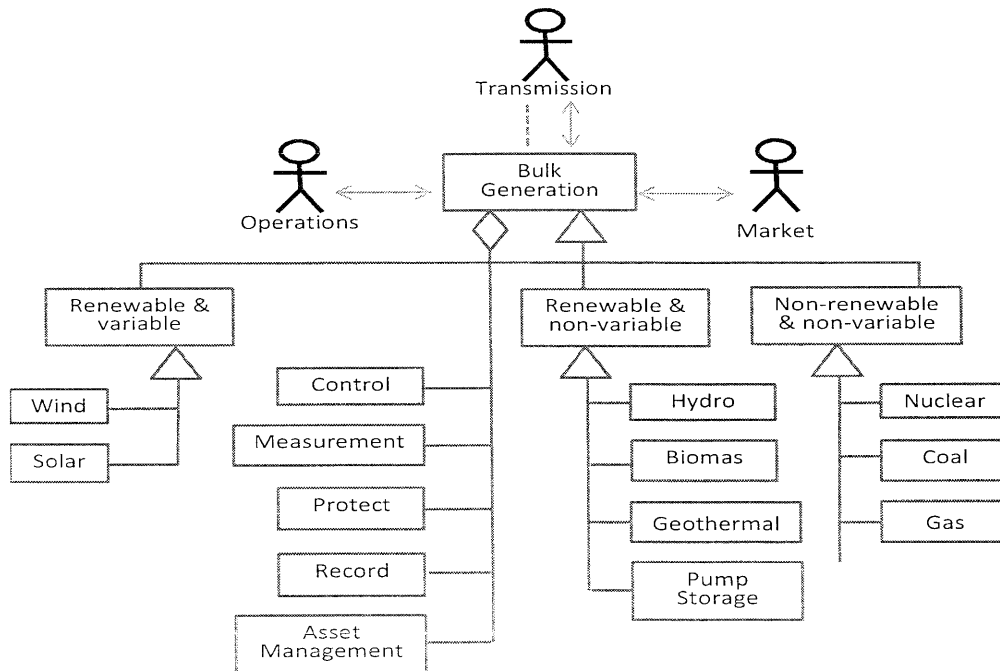 Transmission
Bulk
Generation
Operations
Market
Renewable &
variable
Renewable &
non-variable
Non-renewable
& non-variable
Wind
Solar
Control
Measurement
Protect
Record
Asset
Management
Hydro
Biomas
Geothermal
Pump
Storage
Nuclear
Coal
Gas